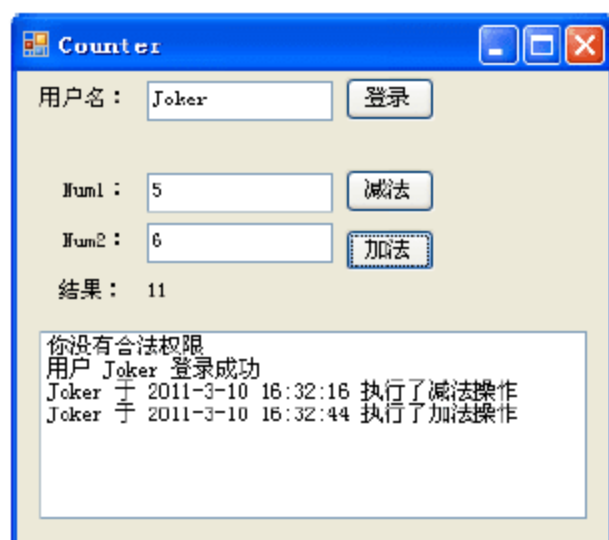 Counter
用户名： Joker 登录
Num1： 5 减法
Num2： 6 加法
结果： 11
你没有合法权限
用户 Joker 登录成功
Joker 于 2011-3-10 16:32:16 执行了减法操作
Joker 于 2011-3-10 16:32:44 执行了加法操作